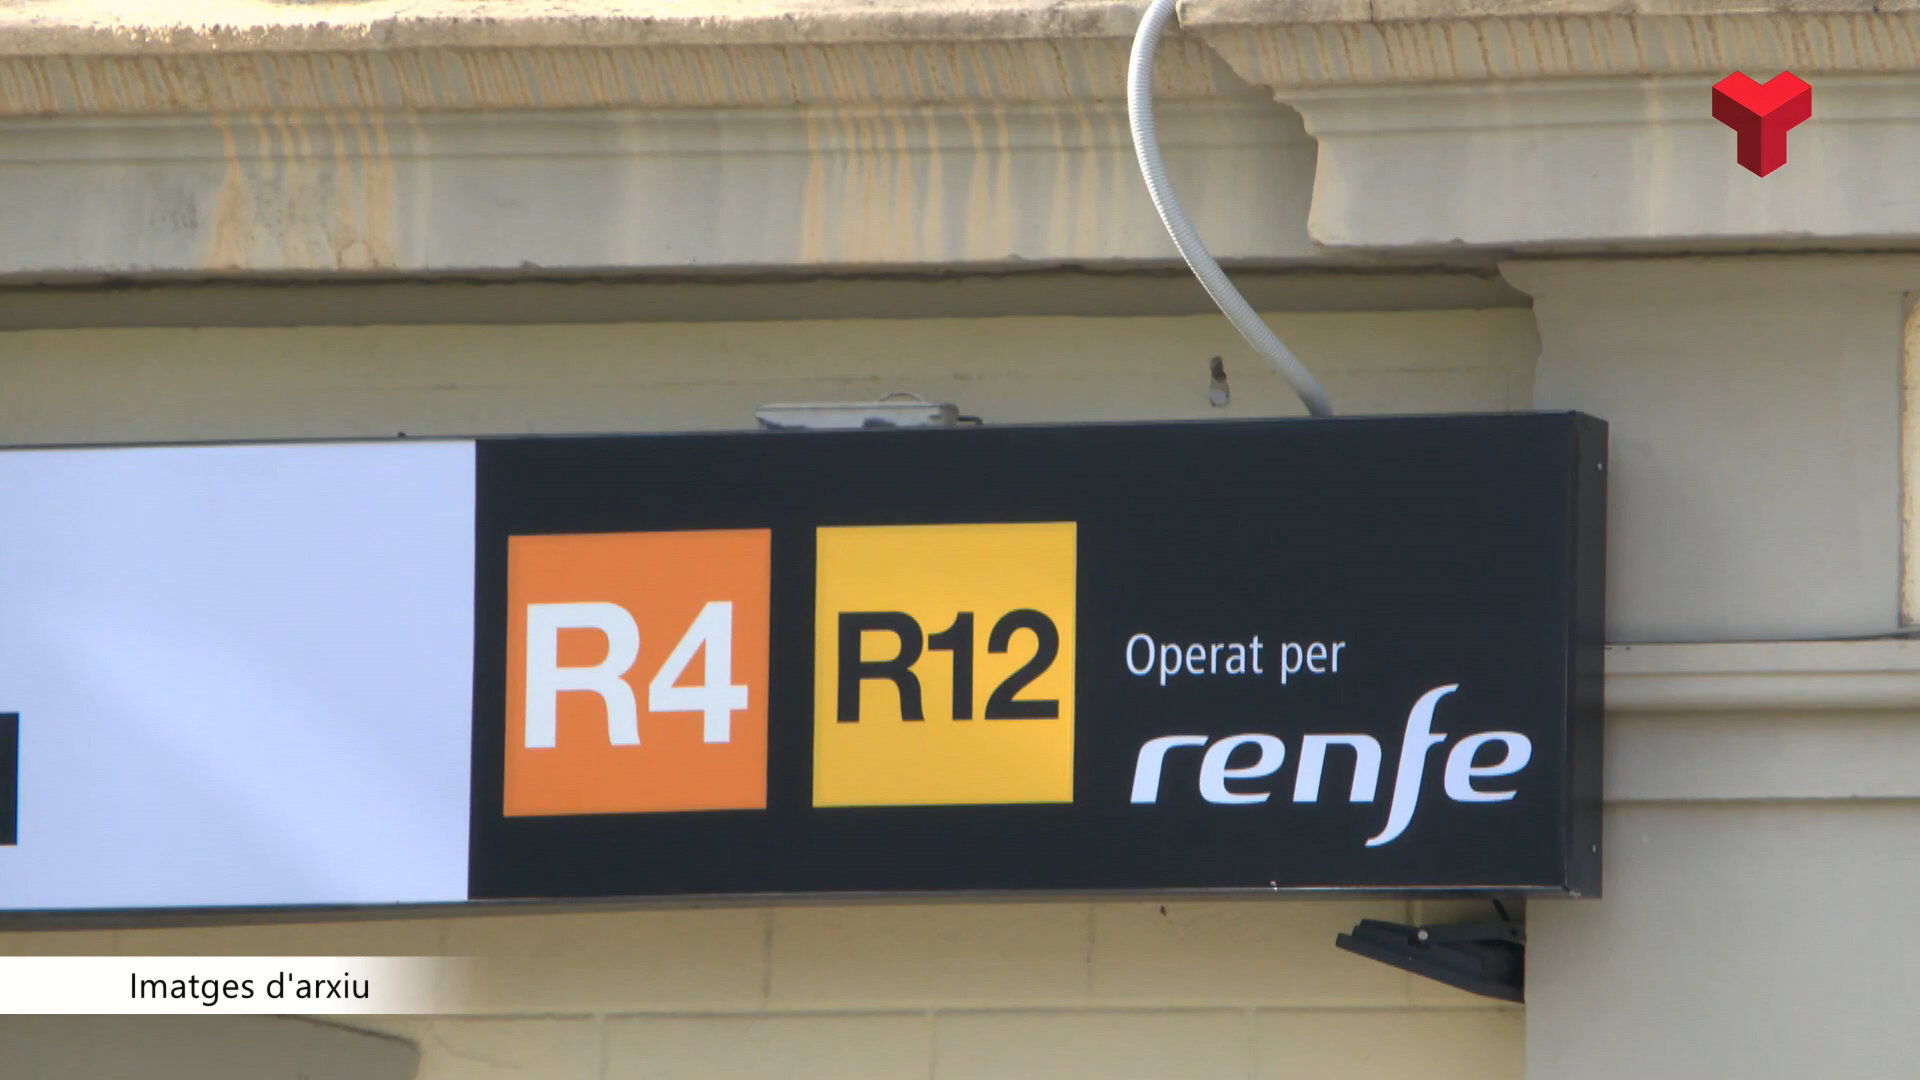 R4
R12
Operat per
renfe
Imatges d'arxiu